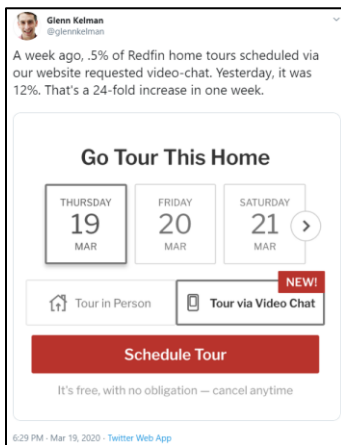 Glenn Kelman
@glennkelman
A week ago, .5% of Redfin home tours scheduled via
our website requested video-chat. Yesterday, it was
12%. That's a 24-fold increase in one week.
Go Tour This Home
THURSDAY FRIDAY SATURDAY
19 20 21
MAR MAR MAR
NEW!
Tour in Person Tour via Video Chat
Schedule Tour
It's free, with no obligation — cancel anytime
6:29 PM · Mar 19, 2020 · Twitter Web App